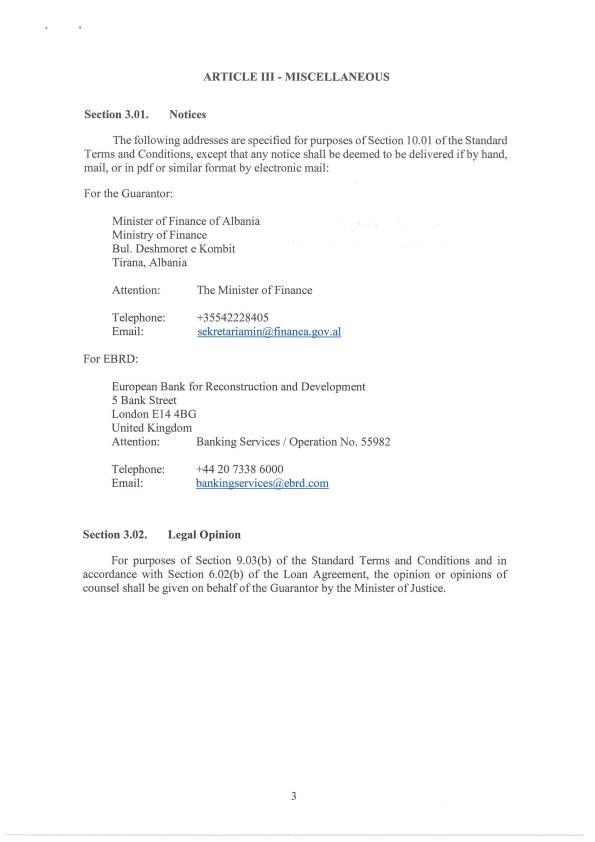 ARTICLE III - MISCELLANEOUS
Section 3.01. Notices
The following addresses are specified for purposes of Section 10.01 of the Standard
Terms and Conditions, except that any notice shall be deemed to be delivered if by hand,
mail, or in pdf or similar format by electronic mail:
For the Guarantor:
Minister of Finance of Albania
Ministry of Finance
Bul. Deshmoret e Kombit
Tirana, Albania
Attention: The Minister of Finance
Telephone: +35542228405
Email: sekretariamin@financa.gov.al
For EBRD:
European Bank for Reconstruction and Development
5 Bank Street
London E14 4BG
United Kingdom
Attention: Banking Services / Operation No. 55982
Telephone: +44 20 7338 6000
Email: bankingservices@ebrd.com
Section 3.02. Legal Opinion
For purposes of Section 9.03(b) of the Standard Terms and Conditions and in
accordance with Section 6.02(b) of the Loan Agreement, the opinion or opinions of
counsel shall be given on behalf of the Guarantor by the Minister of Justice.
3